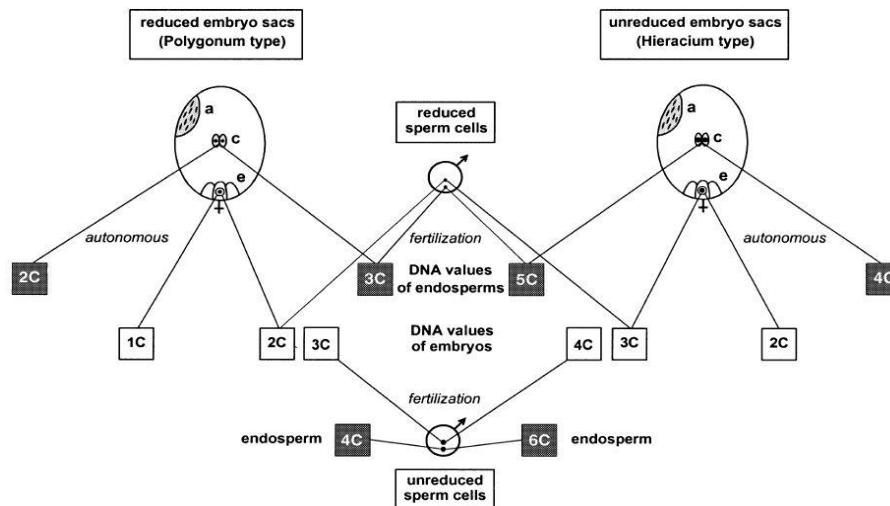 reduced embryo sacs
(Polygonum type)
unreduced embryo sacs
(Hieracium type)
a
c
e
reduced
sperm cells
a
c
e
autonomous
fertilization
autonomous
2C
3C
DNA values
of endosperms
5C
4C
1C
2C
3C
DNA values
of embryos
4C
3C
2C
fertilization
endosperm
4C
6C
endosperm
unreduced
sperm cells